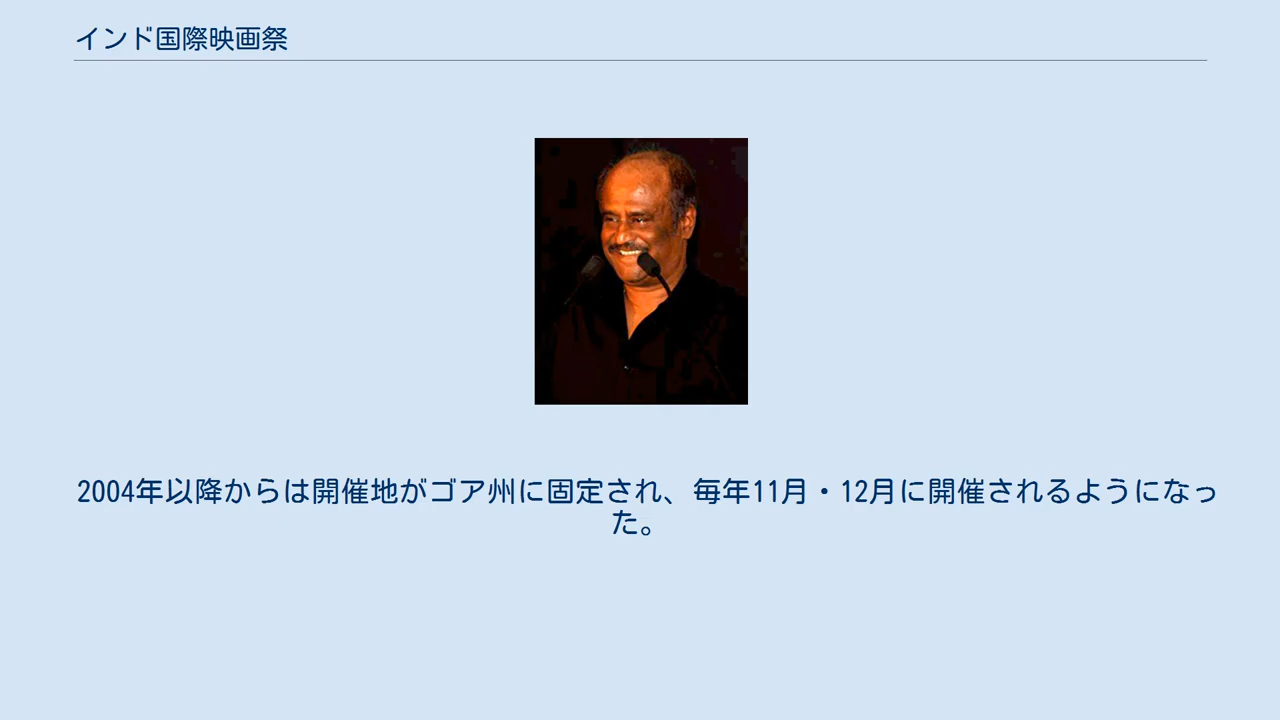 インド国際映画祭
2004年以降からは開催地がゴア州に固定され、毎年11月・12月に開催されるようになっ
た。